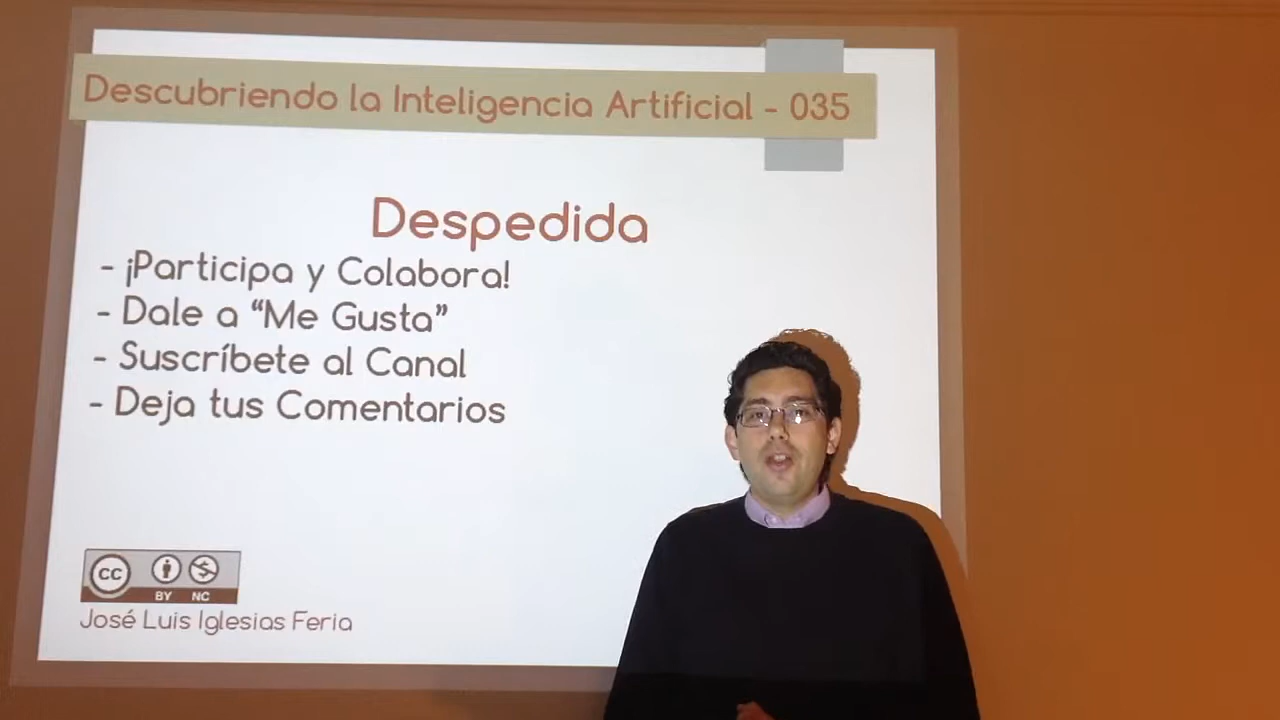 Descubriendo la Inteligencia Artificial - 035
Despedida
- ¡Participa y Colabora!
- Dale a “Me Gusta”
- Suscríbete al Canal
- Deja tus Comentarios
cc
BY NC
José Luis Iglesias Feria